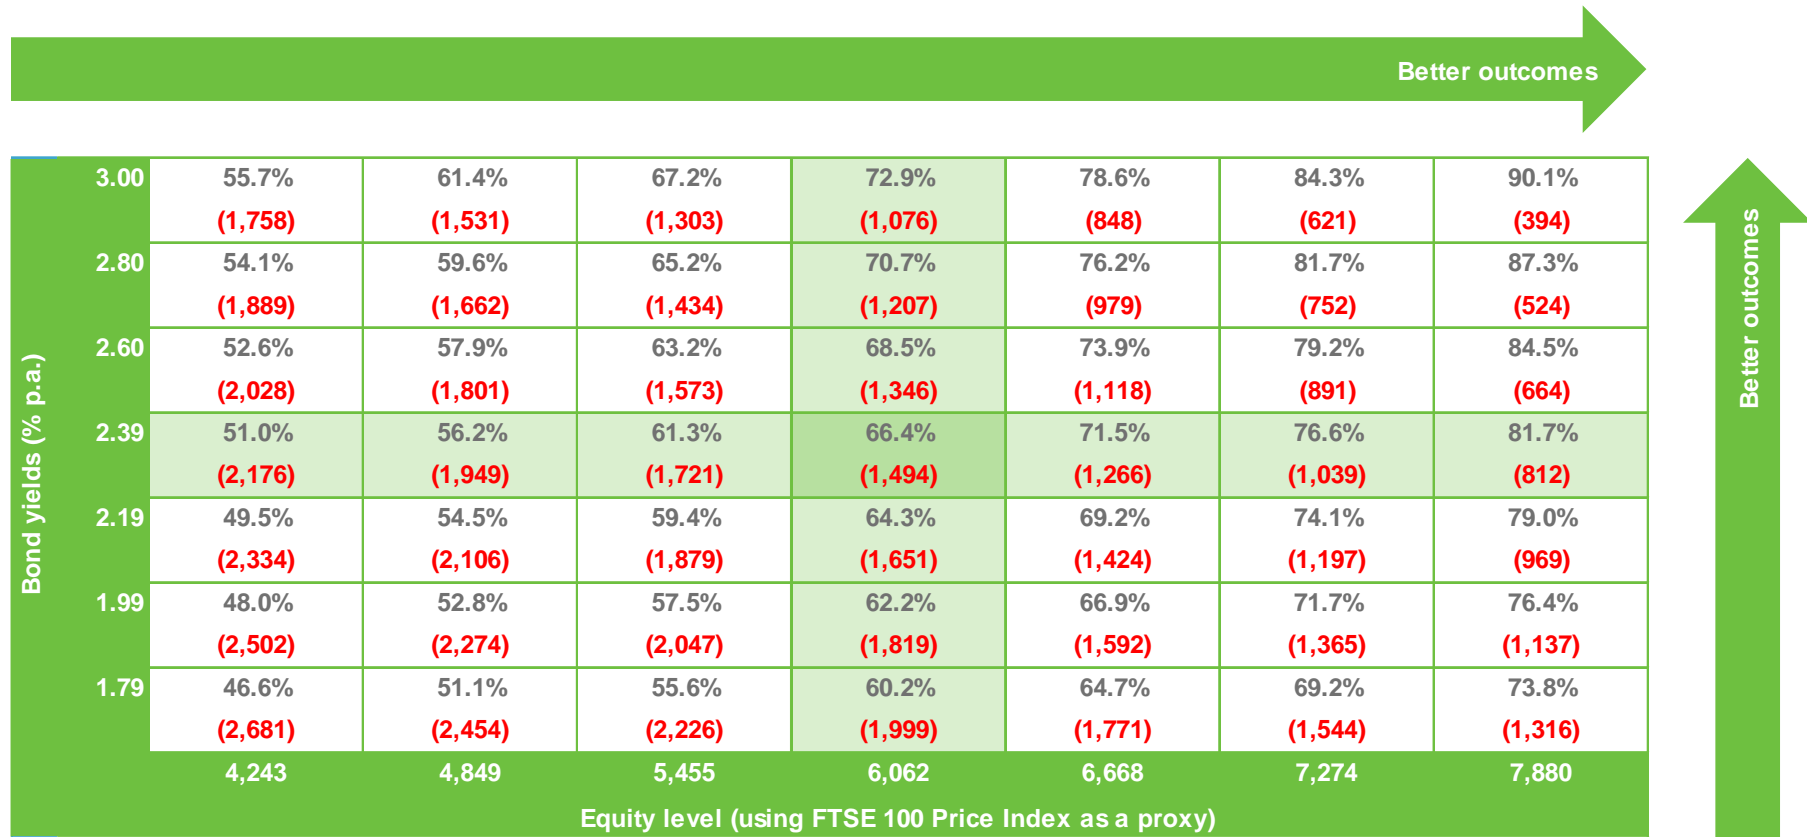 Better outcomes
3.00 55.7% 61.4% 67.2% 72.9% 78.6% 84.3% 90.1%
(1,758) (1,531) (1,303) (1,076) (848) (621) (394)
2.80 54.1% 59.6% 65.2% 70.7% 76.2% 81.7% 87.3%
(1,889) (1,662) (1,434) (1,207) (979) (752) (524)
2.60 52.6% 57.9% 63.2% 68.5% 73.9% 79.2% 84.5%
(2,028) (1,801) (1,573) (1,346) (1,118) (891) (664)
2.39 51.0% 56.2% 61.3% 66.4% 71.5% 76.6% 81.7%
(2,176) (1,949) (1,721) (1,494) (1,266) (1,039) (812)
2.19 49.5% 54.5% 59.4% 64.3% 69.2% 74.1% 79.0%
(2,334) (2,106) (1,879) (1,651) (1,424) (1,197) (969)
1.99 48.0% 52.8% 57.5% 62.2% 66.9% 71.7% 76.4%
(2,502) (2,274) (2,047) (1,819) (1,592) (1,365) (1,137)
1.79 46.6% 51.1% 55.6% 60.2% 64.7% 69.2% 73.8%
(2,681) (2,454) (2,226) (1,999) (1,771) (1,544) (1,316)
4,243 4,849 5,455 6,062 6,668 7,274 7,880
Equity level (using FTSE 100 Price Index as a proxy)
Bond yields (% p.a.)
Better outcomes